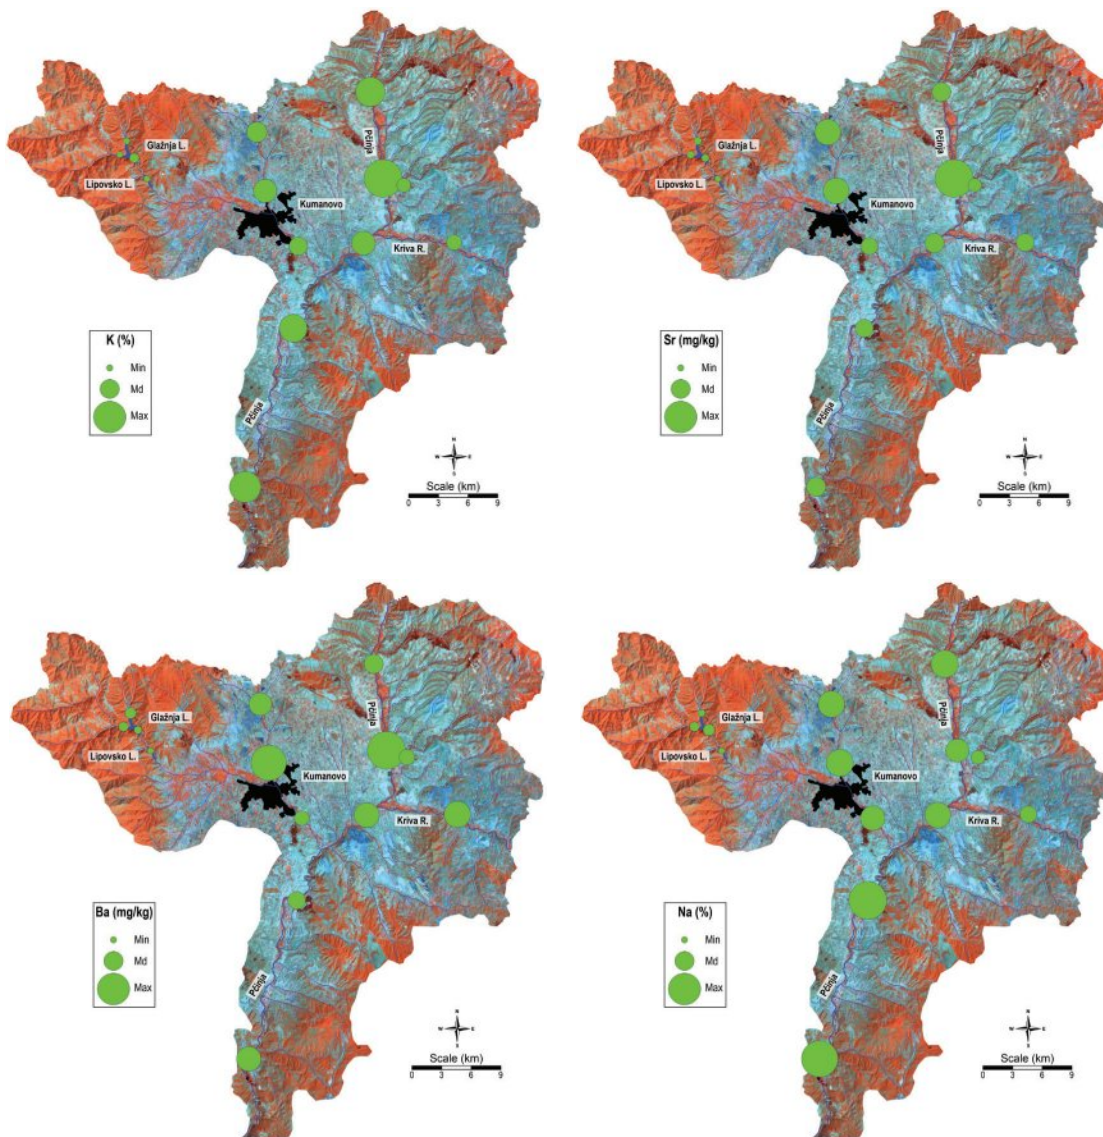 Glažnja L.
Lipovsko L.
Pčinja
Kumanovo
Kriva R.
K (%)
Min
Md
Max
Pčinja
N
W E
S
Scale (km)
0 3 6 9
Glažnja L.
Lipovsko L.
Pčinja
Kumanovo
Kriva R.
Sr (mg/kg)
Min
Md
Max
Pčinja
N
W E
S
Scale (km)
0 3 6 9
Glažnja L.
Lipovsko L.
Pčinja
Kumanovo
Kriva R.
Ba (mg/kg)
Min
Md
Max
Pčinja
N
W E
S
Scale (km)
0 3 6 9
Glažnja L.
Lipovsko L.
Pčinja
Kumanovo
Kriva R.
Na (%)
Min
Md
Max
Pčinja
N
W E
S
Scale (km)
0 3 6 9